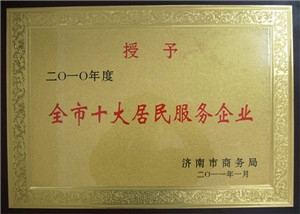 授予
二〇一〇年度
全市十大居民服务企业
济南市商务局
二〇一一年一月